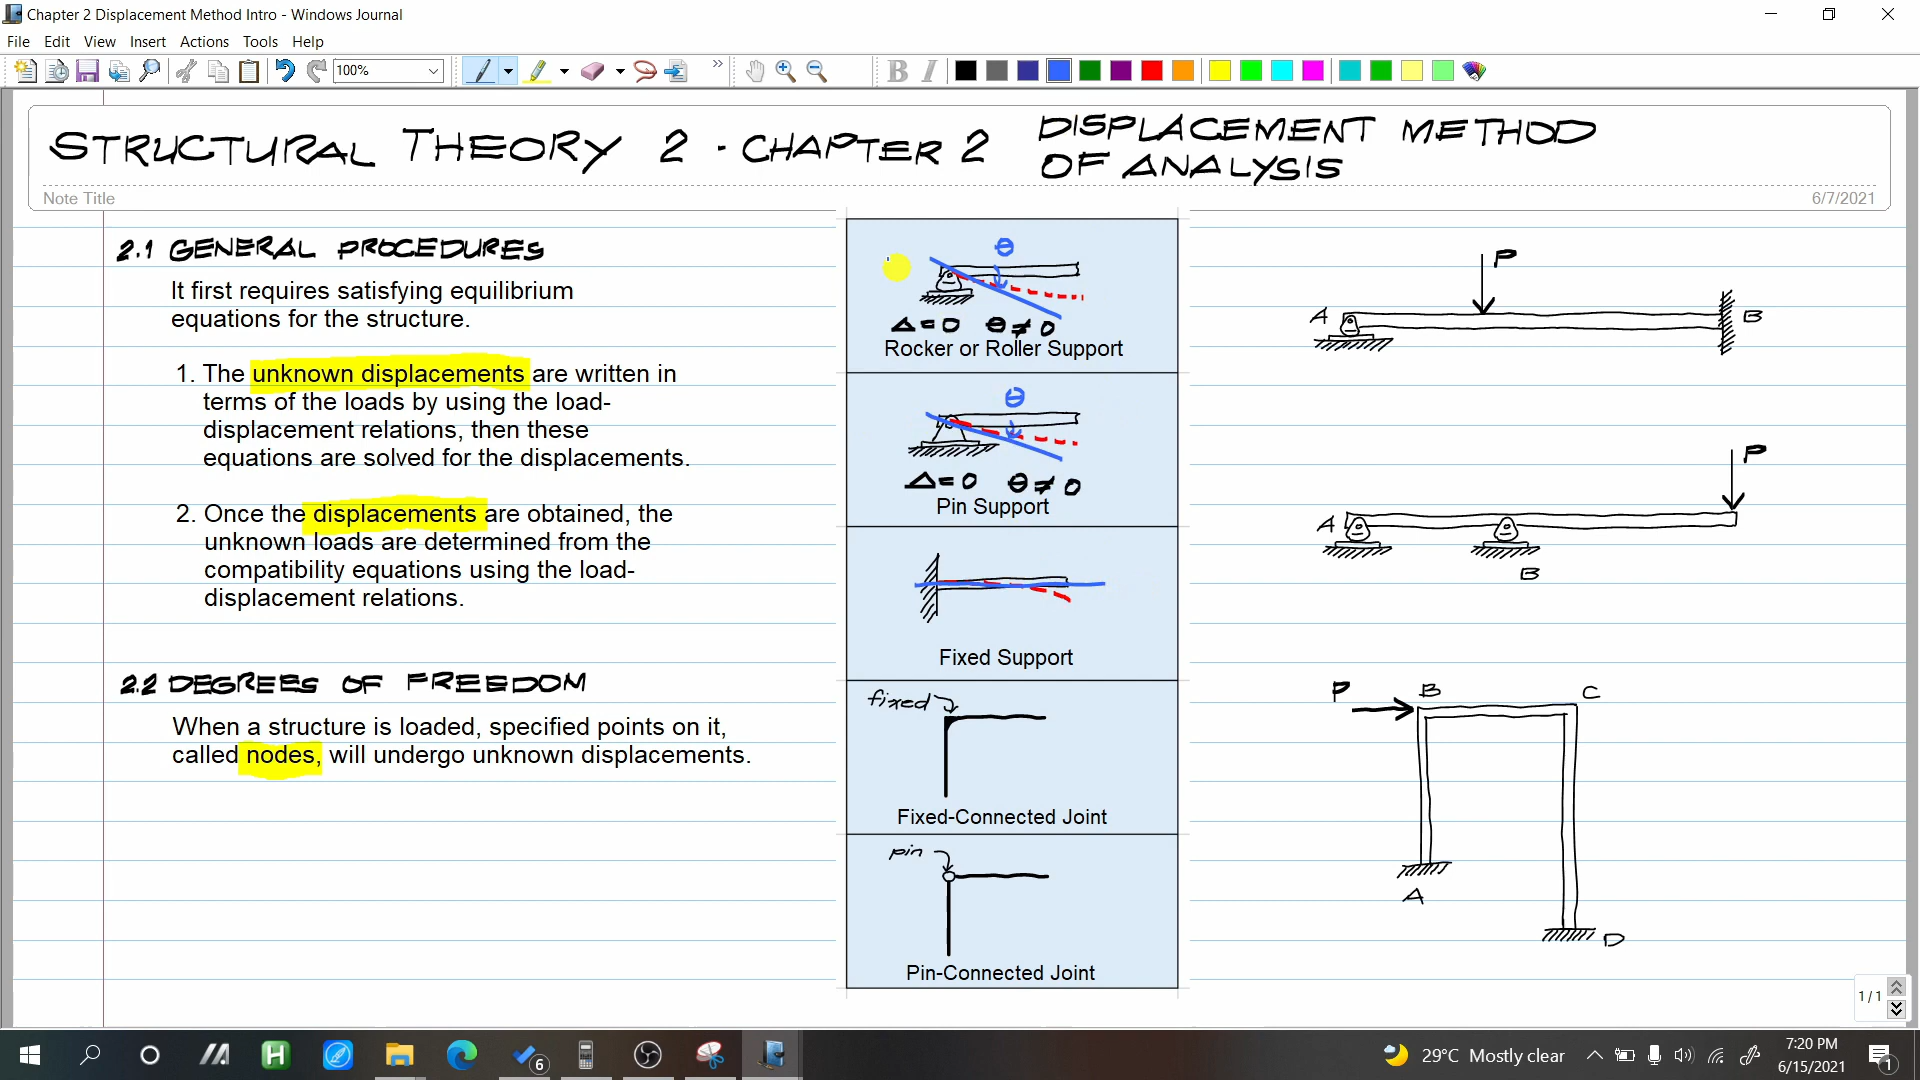 Chapter 2 Displacement Method Intro - Windows Journal
File Edit View Insert Actions Tools Help
100%
B I
STRUCTURAL THEORY 2 - CHAPTER 2 DISPLACEMENT METHOD
OF ANALYSIS
Note Title
6/7/2021
2.1 GENERAL PROCEDURES
It first requires satisfying equilibrium
equations for the structure.
1. The unknown displacements are written in
terms of the loads by using the load-
displacement relations, then these
equations are solved for the displacements.
2. Once the displacements are obtained, the
unknown loads are determined from the
compatibility equations using the load-
displacement relations.
2.2 DEGREES OF FREEDOM
When a structure is loaded, specified points on it,
called nodes, will undergo unknown displacements.
θ
Δ=0 θ≠0
Rocker or Roller Support
θ
Δ=0 θ≠0
Pin Support
Fixed Support
fixed
Fixed-Connected Joint
pin
Pin-Connected Joint
P
A
B
P
A
B
P
B
C
A
D
1 / 1
6
29°C Mostly clear
7:20 PM
6/15/2021
1